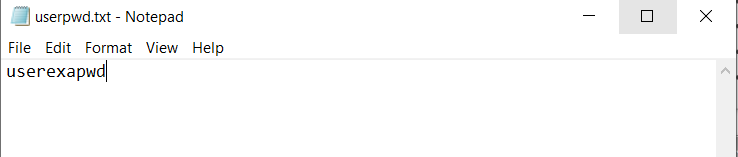 userpwd.txt - Notepad
File Edit Format View Help
userexapwd